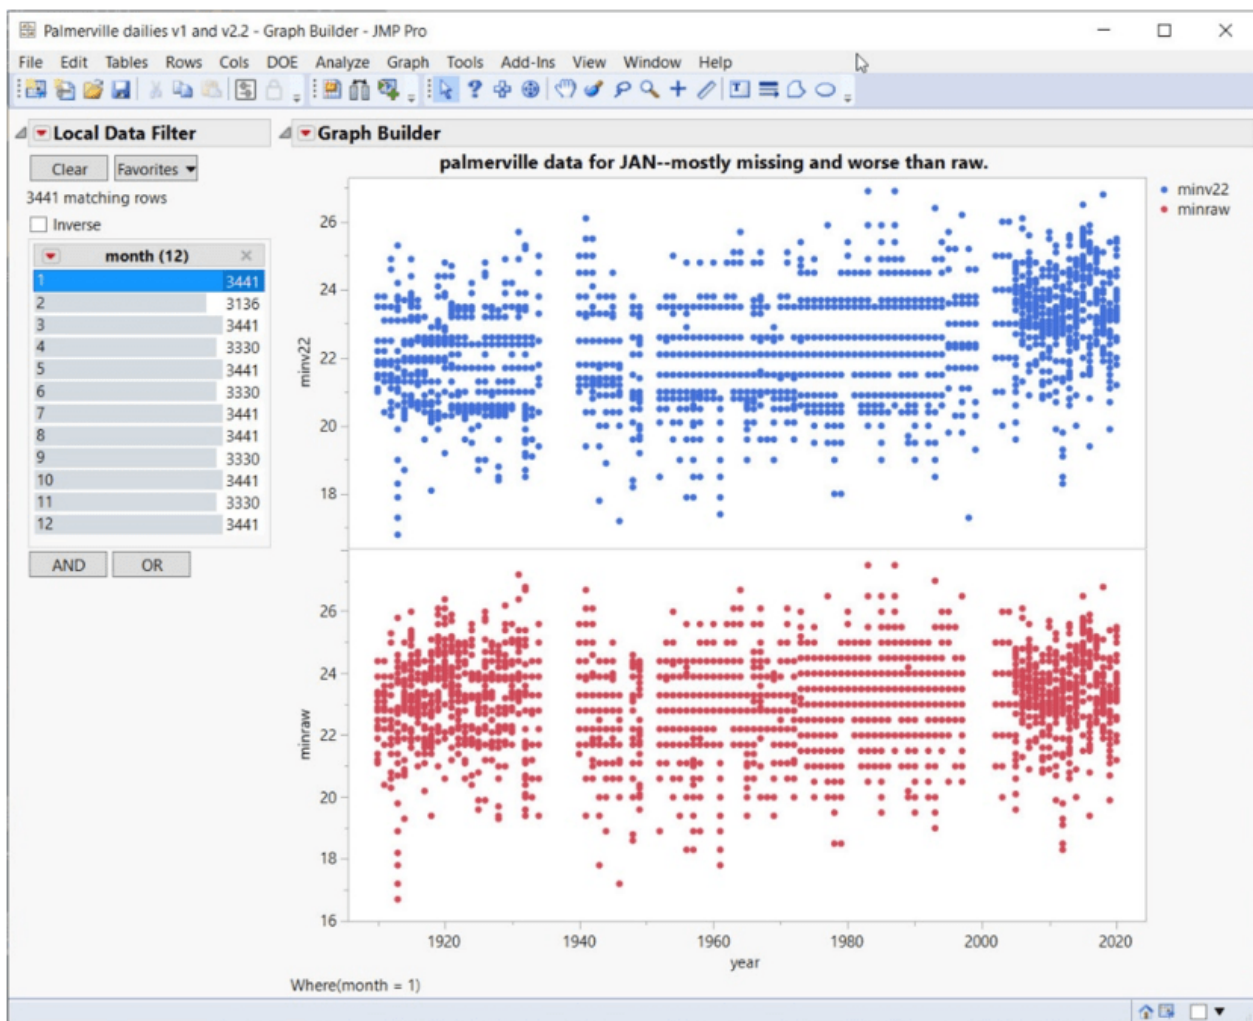 Palmerville dailies v1 and v2.2 - Graph Builder - JMP Pro
File Edit Tables Rows Cols DOE Analyze Graph Tools Add-Ins View Window Help
Local Data Filter
Clear Favorites
3441 matching rows
Inverse
month (12)
1 3441
2 3136
3 3441
4 3330
5 3441
6 3330
7 3441
8 3441
9 3330
10 3441
11 3330
12 3441
AND OR
Graph Builder
palmerville data for JAN--mostly missing and worse than raw.
minv22
minraw
26
24
22
20
18
minv22
26
24
22
20
18
16
minraw
1920 1940 1960 1980 2000 2020
year
Where(month = 1)